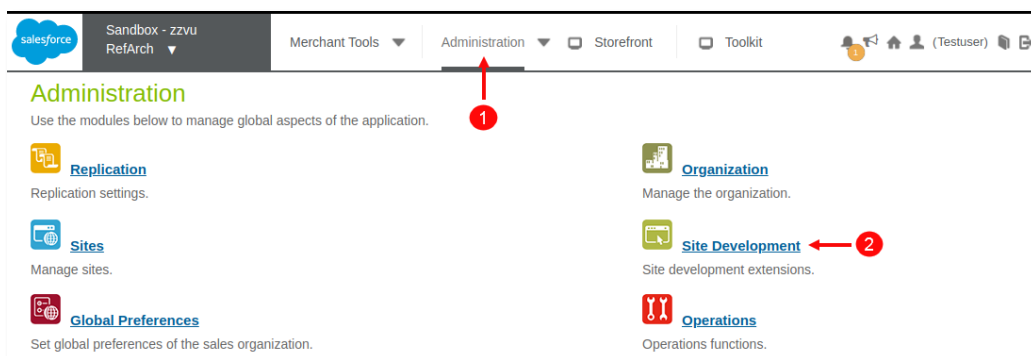 salesforce
Sandbox - zzvu
RefArch
Merchant Tools
Administration
Storefront
Toolkit
1
(Testuser)
Administration
Use the modules below to manage global aspects of the application.
1
Replication
Replication settings.
Organization
Manage the organization.
Sites
Manage sites.
Site Development
2
Site development extensions.
Global Preferences
Set global preferences of the sales organization.
Operations
Operations functions.